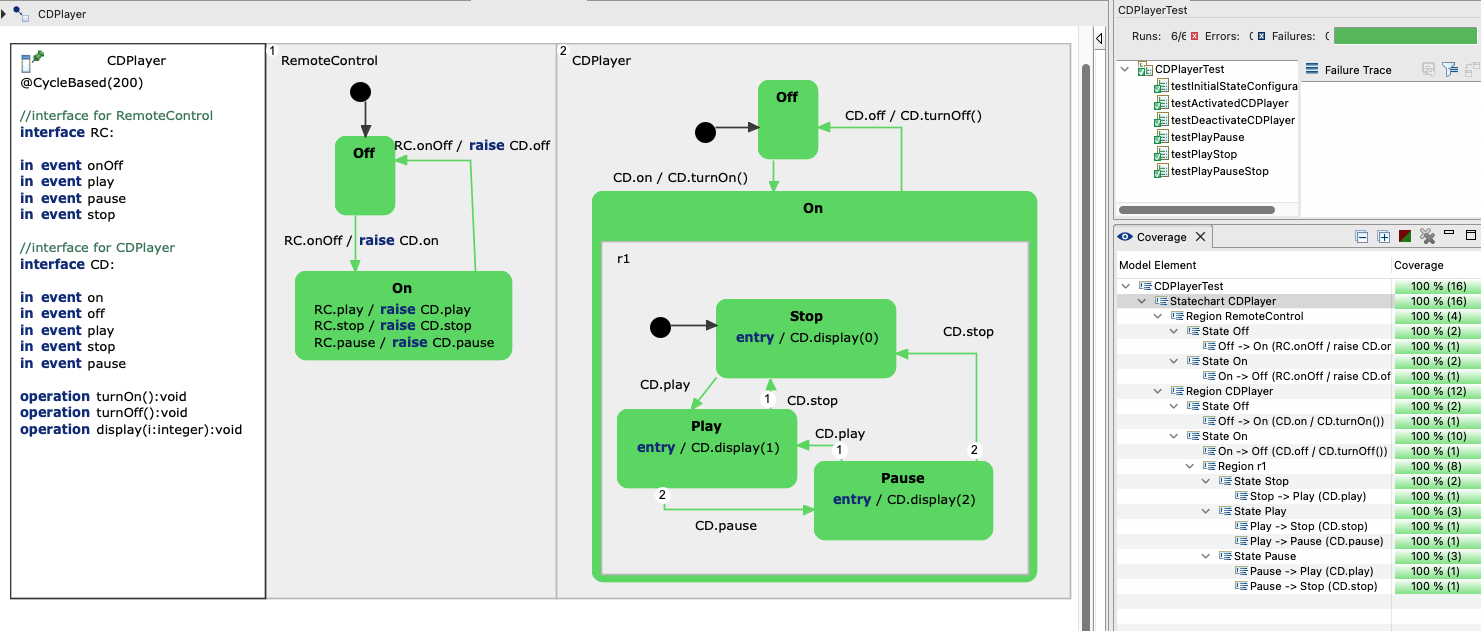 CDPlayer
CDPlayer
@CycleBased(200)
//interface for RemoteControl
interface RC:
in event onOff
in event play
in event pause
in event stop
//interface for CDPlayer
interface CD:
in event on
in event off
in event play
in event stop
in event pause
operation turnOn():void
operation turnOff():void
operation display(i:integer):void
1
RemoteControl
Off
RC.onOff / raise CD.off
RC.onOff / raise CD.on
On
RC.play / raise CD.play
RC.stop / raise CD.stop
RC.pause / raise CD.pause
2
CDPlayer
Off
CD.off / CD.turnOff()
CD.on / CD.turnOn()
On
r1
Stop
entry / CD.display(0)
CD.stop
CD.play
1
CD.stop
Play
entry / CD.display(1)
CD.play
1
2
Pause
entry / CD.display(2)
2
CD.pause
CDPlayerTest
Runs: 6/6 Errors: Failures:
CDPlayerTest
testInitialStateConfigura
testActivatedCDPlayer
testDeactivateCDPlayer
testPlayPause
testPlayStop
testPlayPauseStop
Failure Trace
Coverage
Model Element Coverage
CDPlayerTest 100 % (16)
Statechart CDPlayer 100 % (16)
Region RemoteControl 100 % (4)
State Off 100 % (2)
Off -> On (RC.onOff / raise CD.or 100 % (1)
State On 100 % (2)
On -> Off (RC.onOff / raise CD.of 100 % (1)
Region CDPlayer 100 % (12)
State Off 100 % (2)
Off -> On (CD.on / CD.turnOn()) 100 % (1)
State On 100 % (10)
On -> Off (CD.off / CD.turnOff()) 100 % (1)
Region r1 100 % (8)
State Stop 100 % (2)
Stop -> Play (CD.play) 100 % (1)
State Play 100 % (3)
Play -> Stop (CD.stop) 100 % (1)
Play -> Pause (CD.pause) 100 % (1)
State Pause 100 % (3)
Pause -> Play (CD.play) 100 % (1)
Pause -> Stop (CD.stop) 100 % (1)